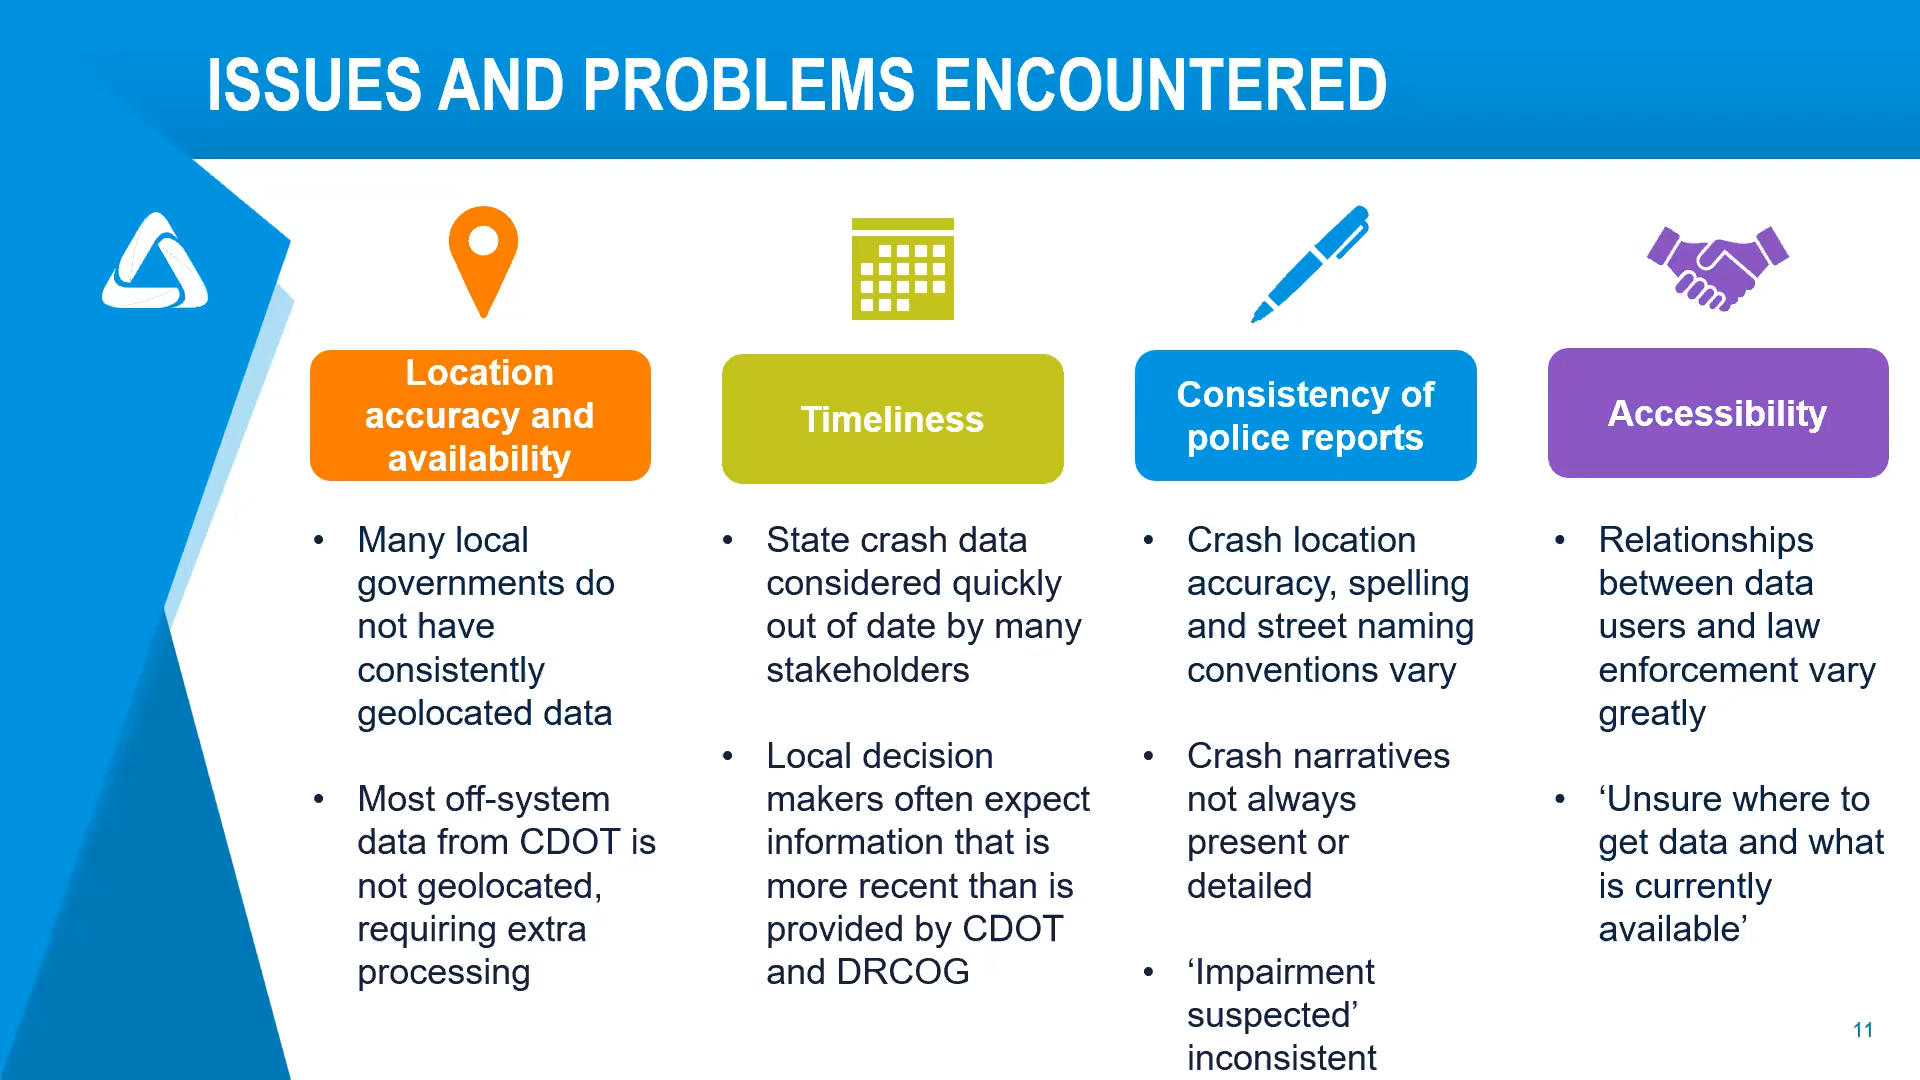 ISSUES AND PROBLEMS ENCOUNTERED
Location
accuracy and
availability
• Many local
governments do
not have
consistently
geolocated data
• Most off-system
data from CDOT is
not geolocated,
requiring extra
processing
Timeliness
• State crash data
considered quickly
out of date by many
stakeholders
• Local decision
makers often expect
information that is
more recent than is
provided by CDOT
and DRCOG
Consistency of
police reports
• Crash location
accuracy, spelling
and street naming
conventions vary
• Crash narratives
not always
present or
detailed
• ‘Impairment
suspected’
inconsistent
Accessibility
• Relationships
between data
users and law
enforcement vary
greatly
• ‘Unsure where to
get data and what
is currently
available’
11